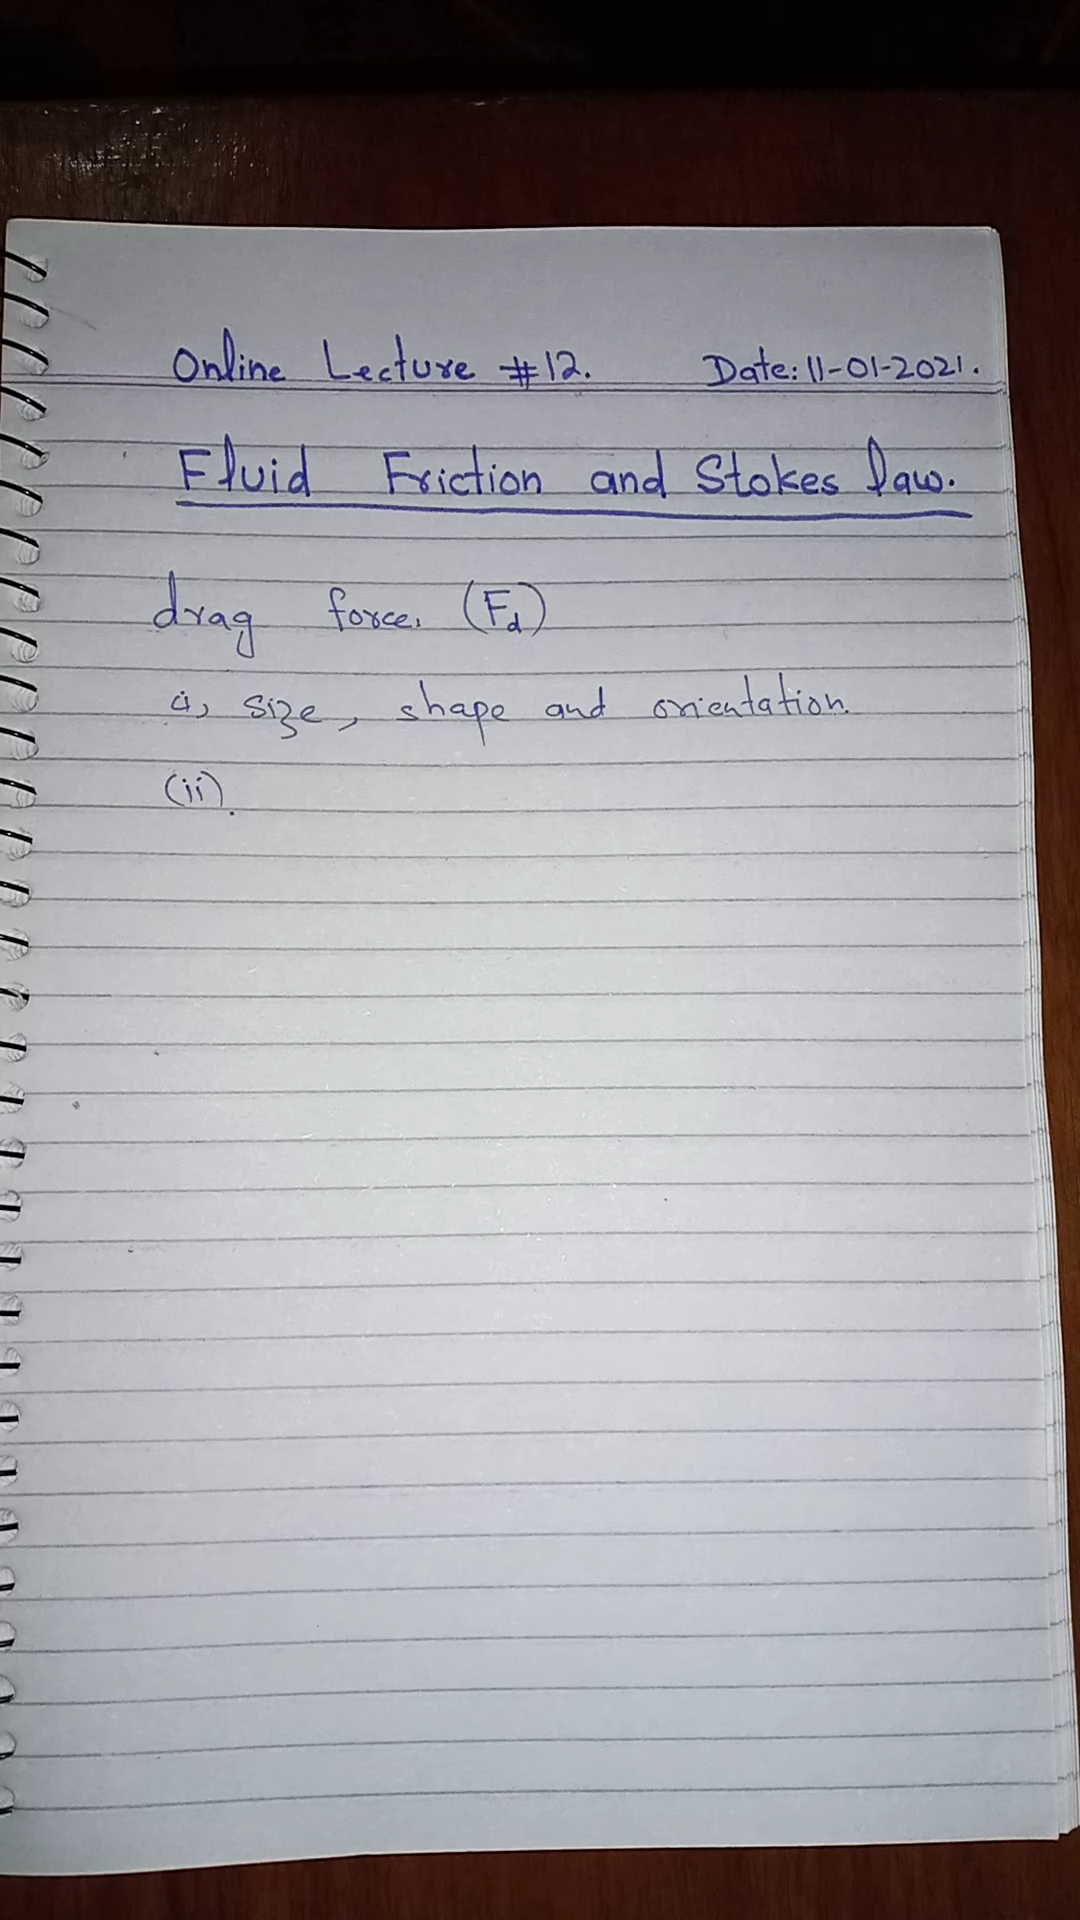 Online Lecture #12. Date: 11-01-2021.
Fluid Friction and Stokes law.
drag force. (Fd)
(i) size, shape and orientation.
(ii).